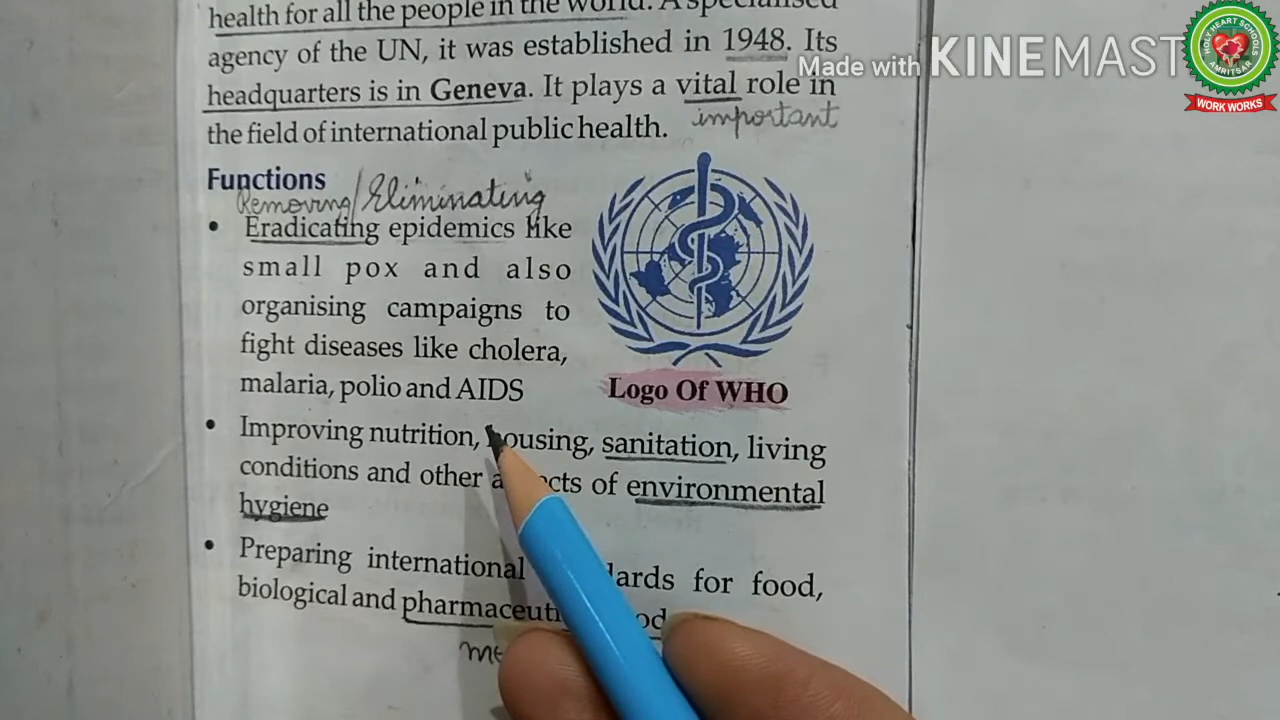 health for all the people in the world. A specialised
agency of the UN, it was established in 1948. Its
headquarters is in Geneva. It plays a vital role in
important
the field of international public health.
Functions
Removing/Eliminating
• Eradicating epidemics like
small pox and also
organising campaigns to
fight diseases like cholera,
malaria, polio and AIDS
Logo Of WHO
• Improving nutrition, housing, sanitation, living
conditions and other of environmental
hygiene
• Preparing international for food,
biological and
Made with KINEMAST
HOLY HEART SCHOOLS
AMRITSAR
WORK WORKS